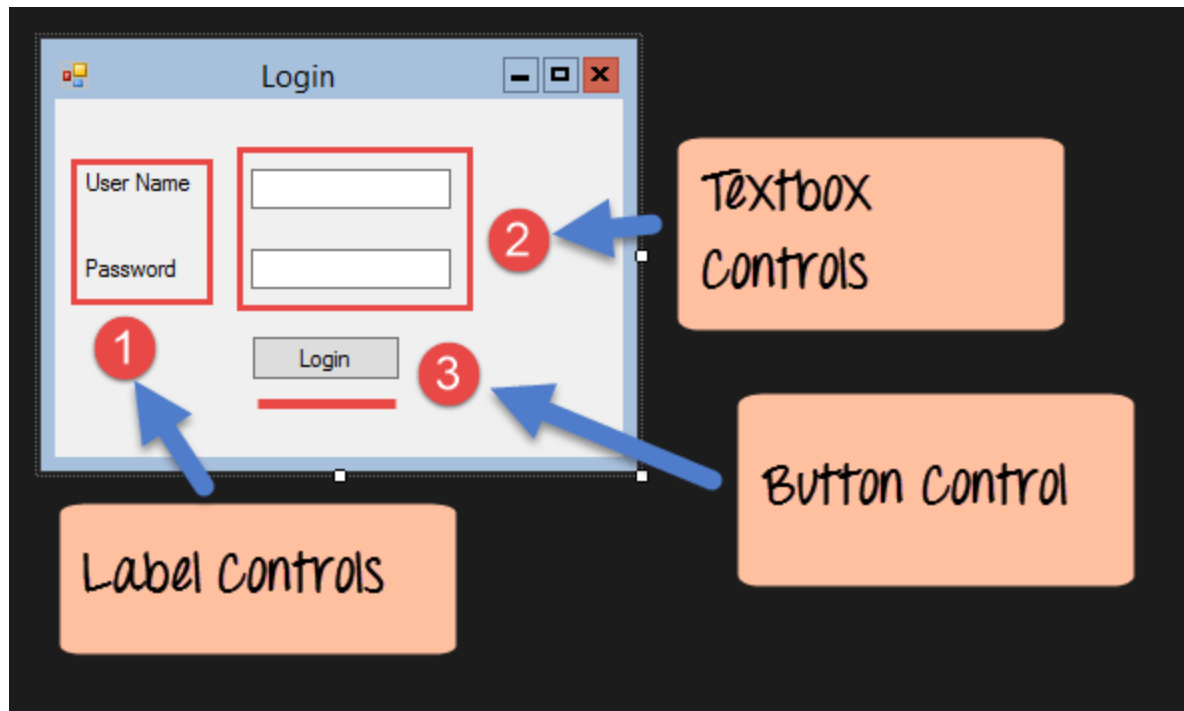 Login
User Name
Password
Login
1
2
3
Textbox
Controls
Button Control
Label Controls